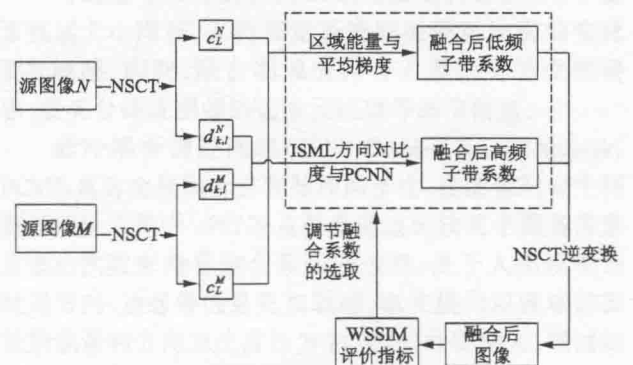 源图像N
NSCT
c_L^N
d_{k,l}^N
d_{k,l}^M
源图像M
NSCT
c_L^M
区域能量与
平均梯度
融合后低频
子带系数
ISML方向对比
度与PCNN
融合后高频
子带系数
调节融
合系数
的选取
NSCT逆变换
WSSIM
评价指标
融合后
图像